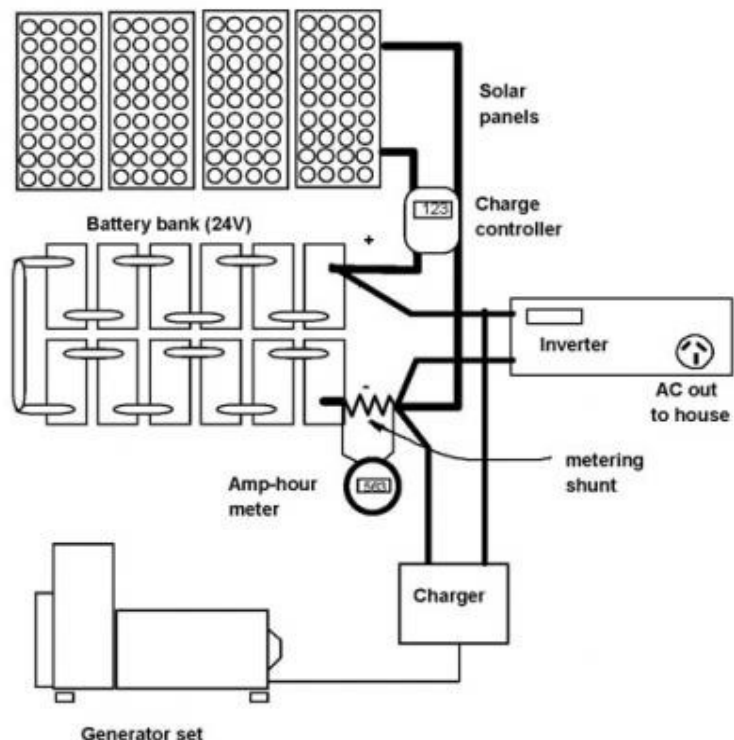 Solar
panels
Battery bank (24V)
+
123
Charge
controller
Inverter
AC out
to house
-
metering
shunt
Amp-hour
meter
Charger
Generator set